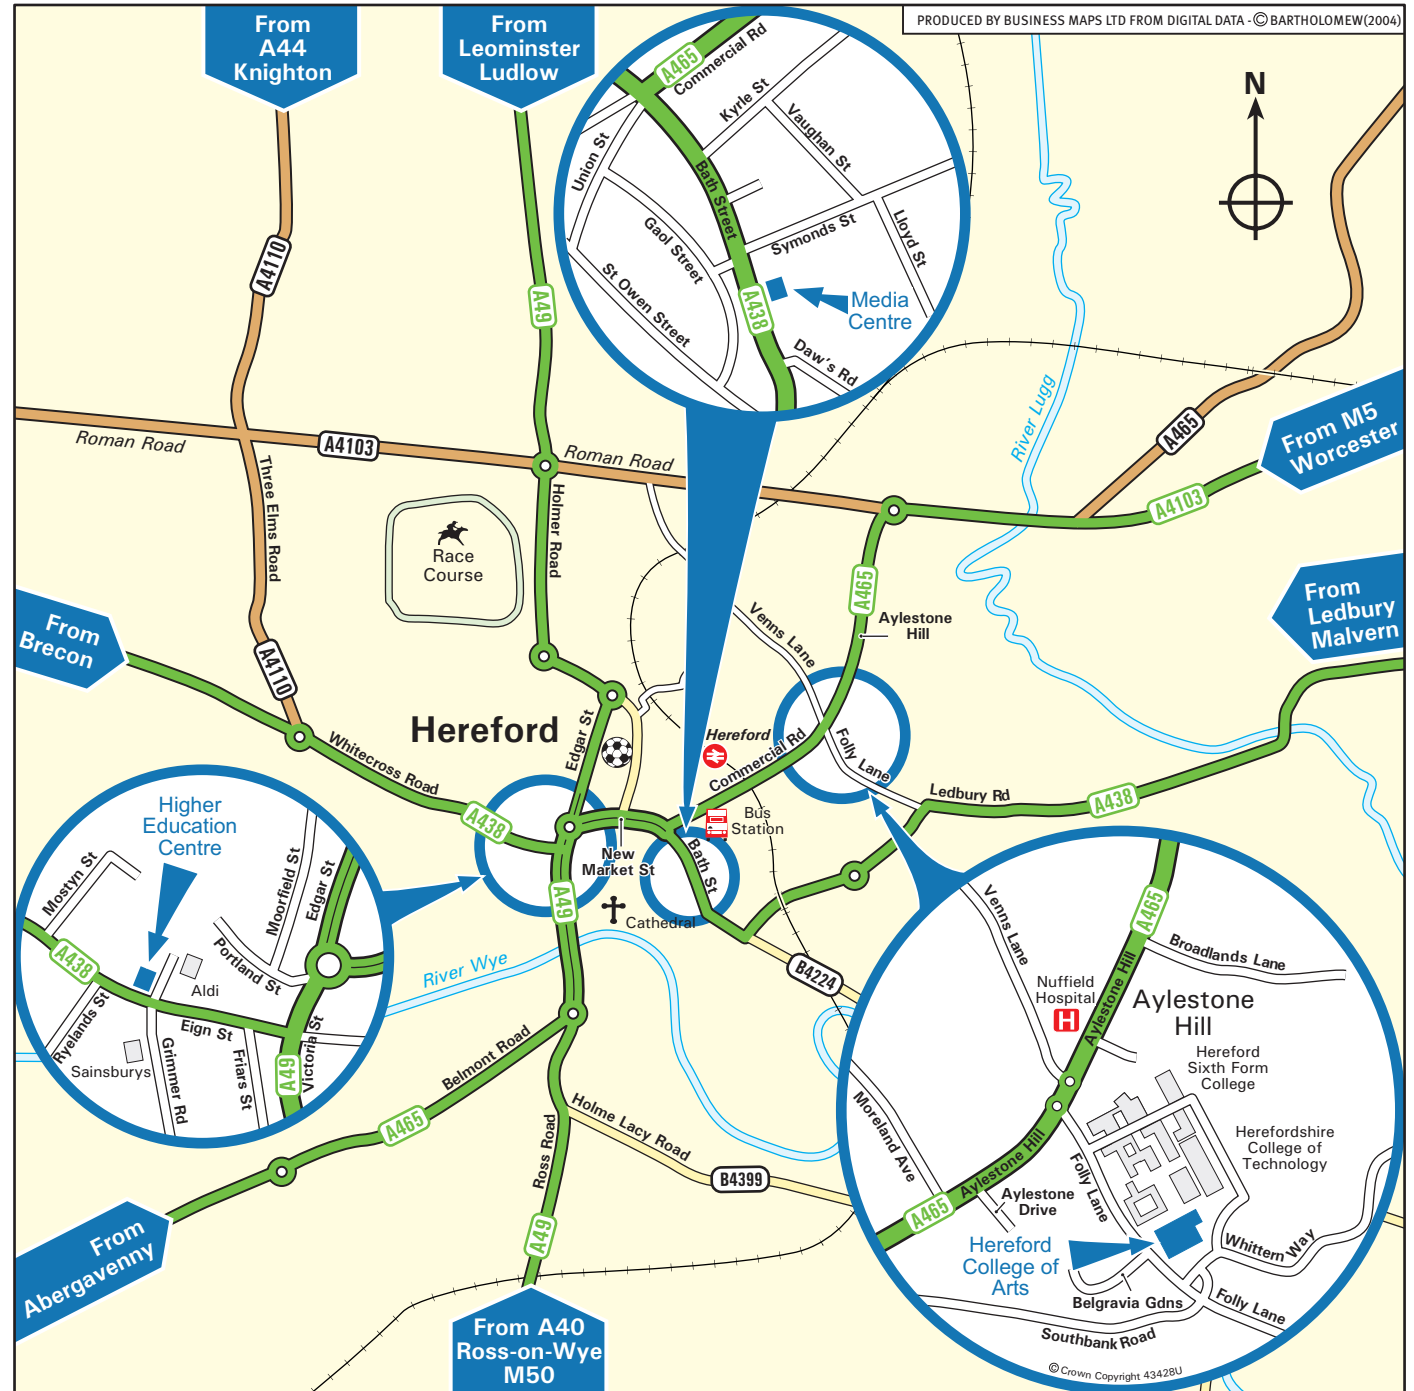 PRODUCED BY BUSINESS MAPS LTD FROM DIGITAL DATA - © BARTHOLOMEW(2004)
From
A44
Knighton
From
Leominster
Ludlow
N
A465
Commercial Rd
Kyrle St
Vaughan St
Union St
Bath Street
Gaol Street
Symonds St
Lloyd St
St Owen Street
A438
Media
Centre
Daw's Rd
A4110
A49
River Lugg
From M5
Worcester
A465
A4103
Roman Road
A4103
Roman Road
Three Elms Road
Holmer Road
Race
Course
A465
Aylestone
Hill
Venns Lane
From
Ledbury
Malvern
From
Brecon
A4110
Hereford
Edgar St
Hereford
Commercial Rd
Folly Lane
Whitecross Road
A438
Ledbury Rd
A438
Bus
Station
New
Market St
Bath St
A49
Cathedral
River Wye
B4224
Higher
Education
Centre
Mostyn St
Moorfield St
Edgar St
A438
Portland St
Aldi
Ryelands St
Eign St
Sainsburys
Grimmer Rd
Friars St
A49
Victoria St
Belmont Road
A465
Holme Lacy Road
Ross Road
B4399
A49
From
Abergavenny
From A40
Ross-on-Wye
M50
Venns Lane
A465
Broadlands Lane
Nuffield
Hospital
H
Aylestone Hill
Aylestone
Hill
Hereford
Sixth Form
College
Moreland Ave
Herefordshire
College of
Technology
Aylestone Hill
Folly Lane
A465
Aylestone
Drive
Hereford
College of
Arts
Whittern Way
Belgravia Gdns
Folly Lane
Southbank Road
© Crown Copyright 43428U